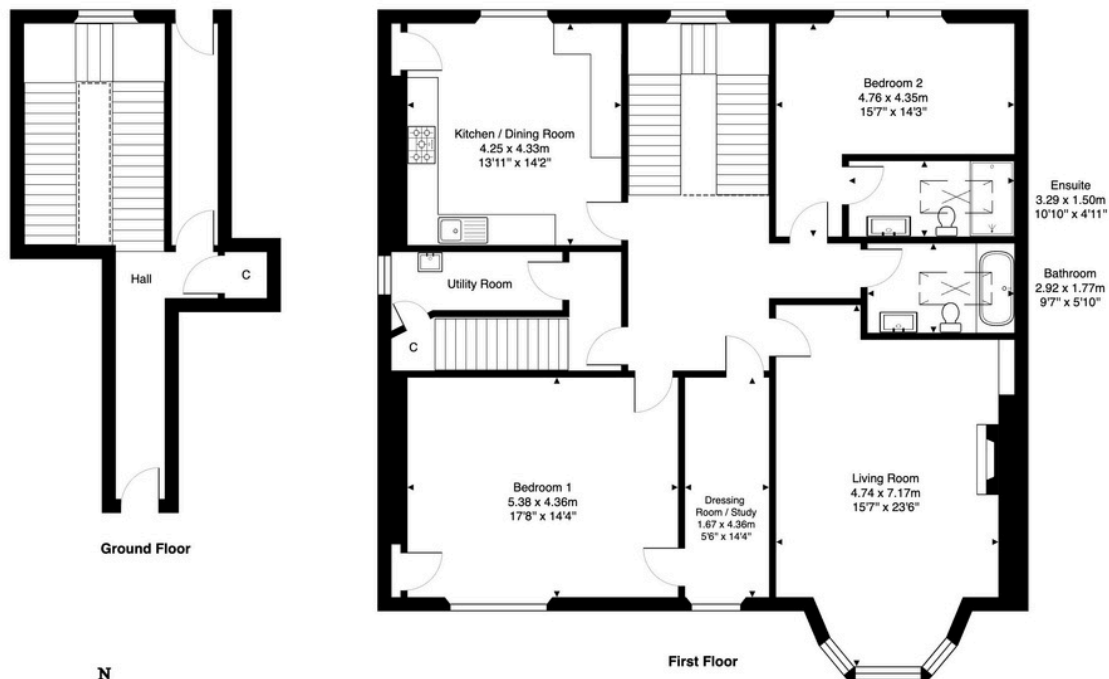 Hall
C
Ground Floor
N
Kitchen / Dining Room
4.25 x 4.33m
13'11" x 14'2"
Bedroom 2
4.76 x 4.35m
15'7" x 14'3"
Ensuite
3.29 x 1.50m
10'10" x 4'11"
Bathroom
2.92 x 1.77m
9'7" x 5'10"
Utility Room
C
Bedroom 1
5.38 x 4.36m
17'8" x 14'4"
Dressing
Room / Study
1.67 x 4.36m
5'6" x 14'4"
Living Room
4.74 x 7.17m
15'7" x 23'6"
First Floor